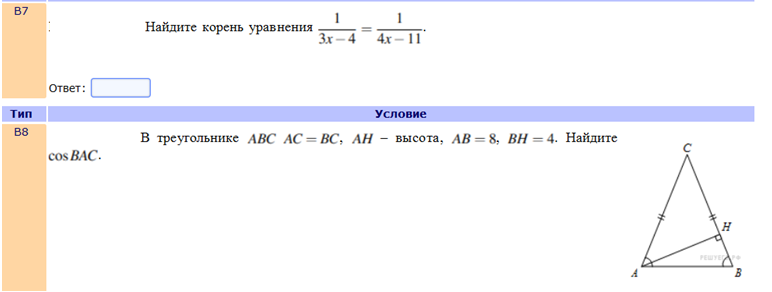 B7
Найдите корень уравнения 1/(3x − 4) = 1/(4x − 11).
Ответ:
Тип Условие
B8
В треугольнике ABC AC = BC, AH − высота, AB = 8, BH = 4. Найдите
cos BAC.
C
H
A B